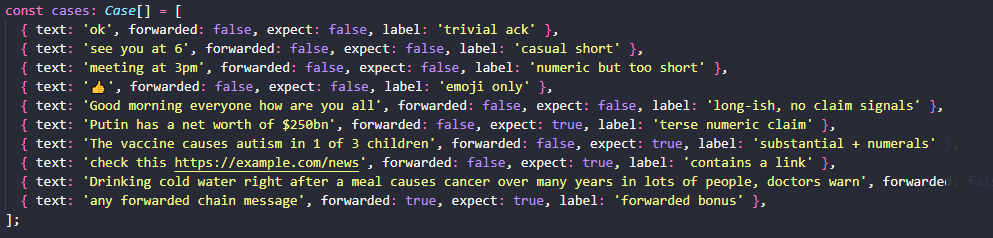 const cases: Case[] = [
{ text: 'ok', forwarded: false, expect: false, label: 'trivial ack' },
{ text: 'see you at 6', forwarded: false, expect: false, label: 'casual short' },
{ text: 'meeting at 3pm', forwarded: false, expect: false, label: 'numeric but too short' },
{ text: '👍', forwarded: false, expect: false, label: 'emoji only' },
{ text: 'Good morning everyone how are you all', forwarded: false, expect: false, label: 'long-ish, no claim signals' },
{ text: 'Putin has a net worth of $250bn', forwarded: false, expect: true, label: 'terse numeric claim' },
{ text: 'The vaccine causes autism in 1 of 3 children', forwarded: false, expect: true, label: 'substantial + numerals' },
{ text: 'check this https://example.com/news', forwarded: false, expect: true, label: 'contains a link' },
{ text: 'Drinking cold water right after a meal causes cancer over many years in lots of people, doctors warn', forwarded:
{ text: 'any forwarded chain message', forwarded: true, expect: true, label: 'forwarded bonus' },
];